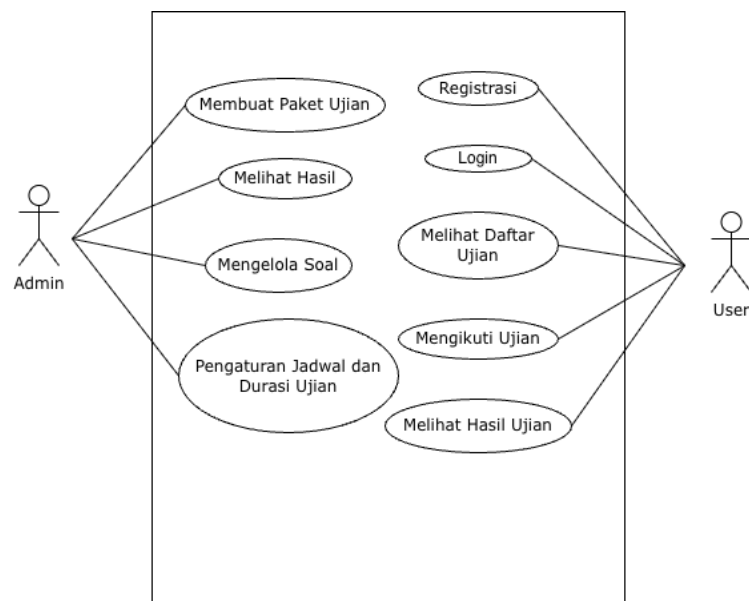 Membuat Paket Ujian
Registrasi
Melihat Hasil
Login
Mengelola Soal
Melihat Daftar
Ujian
Admin
User
Pengaturan Jadwal dan
Durasi Ujian
Mengikuti Ujian
Melihat Hasil Ujian